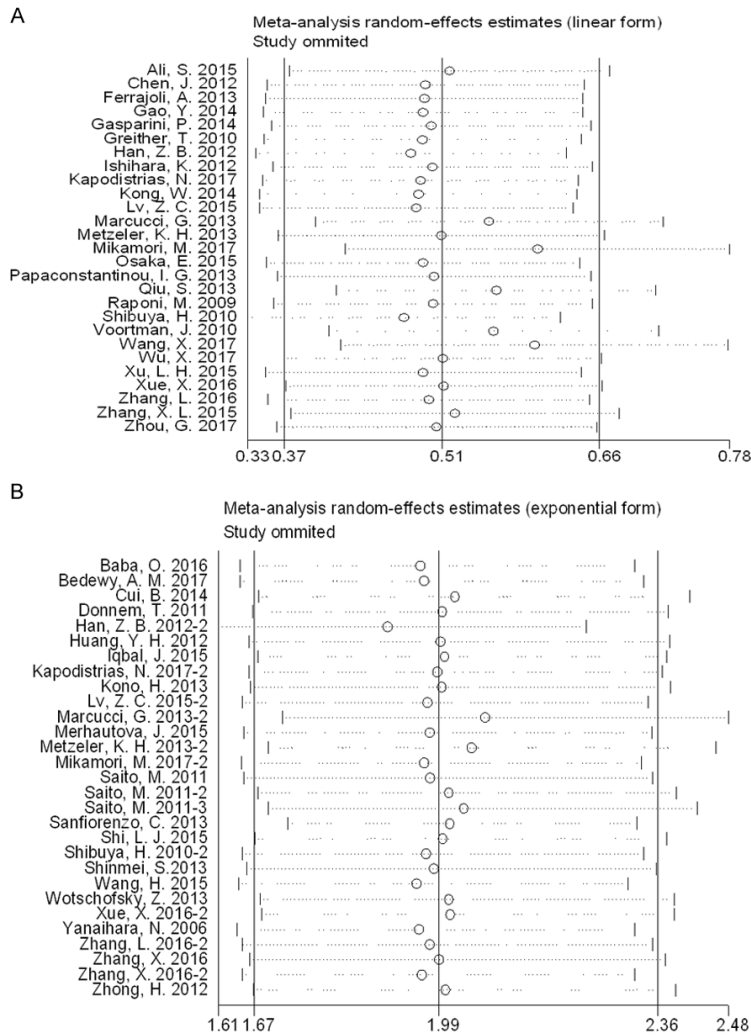 A
Meta-analysis random-effects estimates (linear form)
Study ommited
Ali, S. 2015
Chen, J. 2012
Ferrajoli, A. 2013
Gao, Y. 2014
Gasparini, P. 2014
Greither, T. 2010
Han, Z. B. 2012
Ishihara, K. 2012
Kapodistrias, N. 2017
Kong, W. 2014
Lv, Z. C. 2015
Marcucci, G. 2013
Metzeler, K. H. 2013
Mikamori, M. 2017
Osaka, E. 2015
Papaconstantinou, I. G. 2013
Qiu, S. 2013
Raponi, M. 2009
Shibuya, H. 2010
Voortman, J. 2010
Wang, X. 2017
Wu, X. 2017
Xu, L. H. 2015
Xue, X. 2016
Zhang, L. 2016
Zhang, X. L. 2015
Zhou, G. 2017
0.33 0.37 0.51 0.66 0.78
B
Meta-analysis random-effects estimates (exponential form)
Study ommited
Baba, O. 2016
Bedewy, A. M. 2017
Cui, B. 2014
Donnem, T. 2011
Han, Z. B. 2012-2
Huang, Y. H. 2012
Iqbal, J. 2015
Kapodistrias, N. 2017-2
Kono, H. 2013
Lv, Z. C. 2015-2
Marcucci, G. 2013-2
Merhautova, J. 2015
Metzeler, K. H. 2013-2
Mikamori, M. 2017-2
Saito, M. 2011
Saito, M. 2011-2
Saito, M. 2011-3
Sanfiorenzo, C. 2013
Shi, L. J. 2015
Shibuya, H. 2010-2
Shinmei, S.2013
Wang, H. 2015
Wotschofsky, Z. 2013
Xue, X. 2016-2
Yanaihara, N. 2006
Zhang, L. 2016-2
Zhang, X. 2016
Zhang, X. 2016-2
Zhong, H. 2012
1.61 1.67 1.99 2.36 2.48